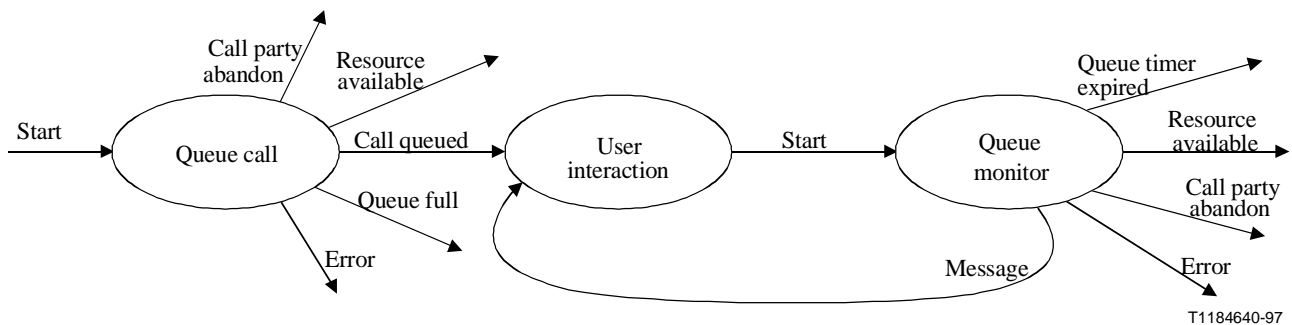 Start
Queue call
Call party
abandon
Resource
available
Call queued
Queue full
Error
User
interaction
Start
Queue
monitor
Queue timer
expired
Resource
available
Call party
abandon
Error
Message
T1184640-97